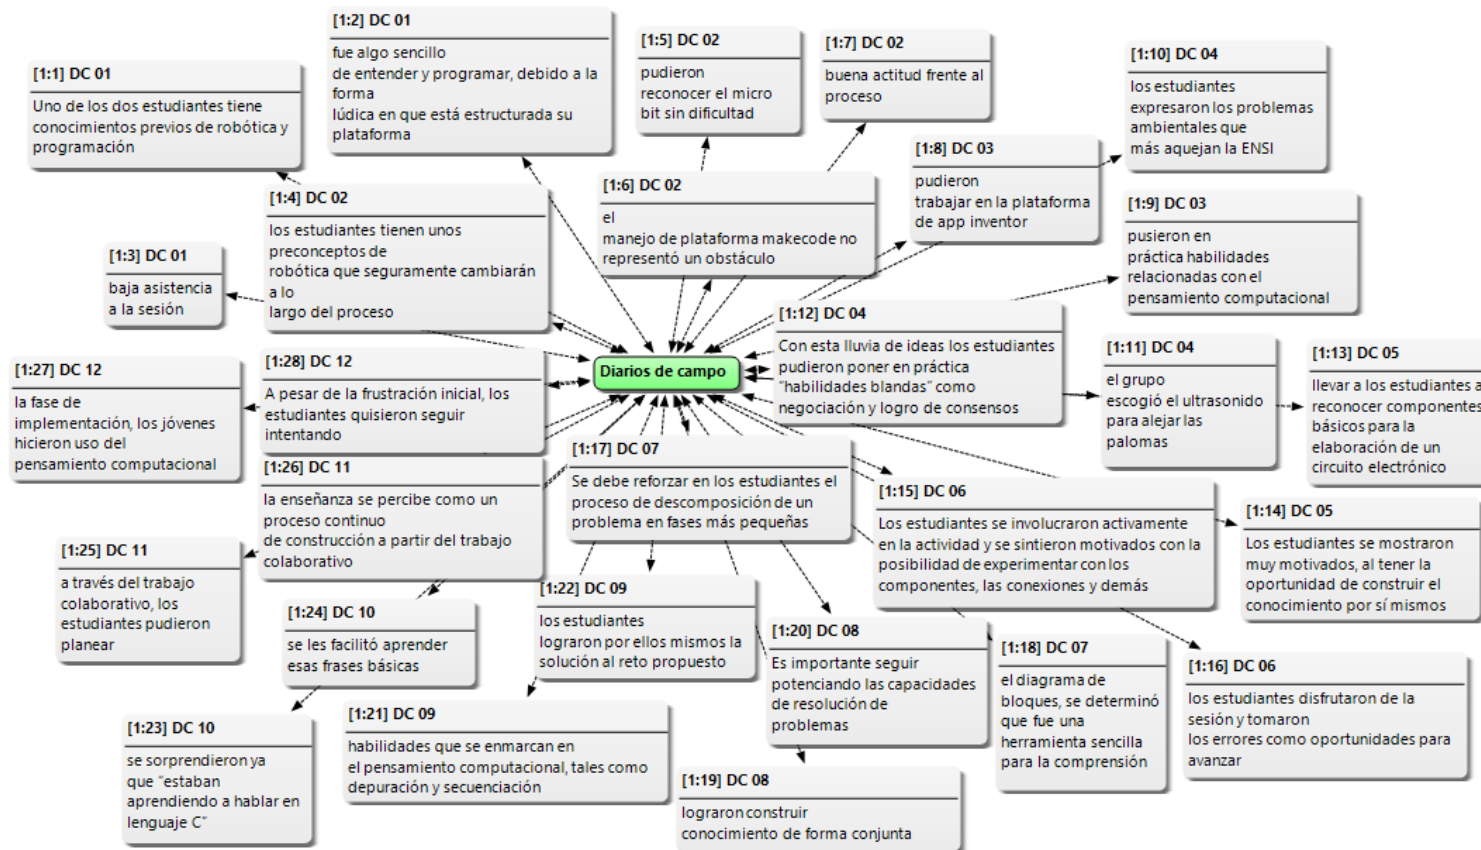 [1:1] DC 01
Uno de los dos estudiantes tiene
conocimientos previos de robótica y
programación
[1:2] DC 01
fue algo sencillo
de entender y programar, debido a la
forma
lúdica en que está estructurada su
plataforma
[1:5] DC 02
pudieron
reconocer el micro
bit sin dificultad
[1:7] DC 02
buena actitud frente al
proceso
[1:10] DC 04
los estudiantes
expresaron los problemas
ambientales que
más aquejan la ENSI
[1:8] DC 03
pudieron
trabajar en la plataforma
de app inventor
[1:4] DC 02
los estudiantes tienen unos
preconceptos de
robótica que seguramente cambiarán
a lo
largo del proceso
[1:6] DC 02
el
manejo de plataforma makecode no
representó un obstáculo
[1:9] DC 03
pusieron en
práctica habilidades
relacionadas con el
pensamiento computacional
[1:3] DC 01
baja asistencia
a la sesión
[1:12] DC 04
Con esta lluvia de ideas los estudiantes
pudieron poner en práctica
“habilidades blandas” como
negociación y logro de consensos
[1:11] DC 04
el grupo
escogió el ultrasonido
para alejar las
palomas
[1:13] DC 05
llevar a los estudiantes a
reconocer componentes
básicos para la
elaboración de un
circuito electrónico
Diarios de campo
[1:27] DC 12
la fase de
implementación, los jóvenes
hicieron uso del
pensamiento computacional
[1:28] DC 12
A pesar de la frustración inicial, los
estudiantes quisieron seguir
intentando
[1:17] DC 07
Se debe reforzar en los estudiantes el
proceso de descomposición de un
problema en fases más pequeñas
[1:26] DC 11
la enseñanza se percibe como un
proceso continuo
de construcción a partir del trabajo
colaborativo
[1:15] DC 06
Los estudiantes se involucraron activamente
en la actividad y se sintieron motivados con la
posibilidad de experimentar con los
componentes, las conexiones y demás
[1:14] DC 05
Los estudiantes se mostraron
muy motivados, al tener la
oportunidad de construir el
conocimiento por sí mismos
[1:25] DC 11
a través del trabajo
colaborativo, los
estudiantes pudieron
planear
[1:24] DC 10
se les facilitó aprender
esas frases básicas
[1:22] DC 09
los estudiantes
lograron por ellos mismos la
solución al reto propuesto
[1:20] DC 08
Es importante seguir
potenciando las capacidades
de resolución de
problemas
[1:18] DC 07
el diagrama de
bloques, se determinó
que fue una
herramienta sencilla
para la comprensión
[1:16] DC 06
los estudiantes disfrutaron de la
sesión y tomaron
los errores como oportunidades para
avanzar
[1:23] DC 10
se sorprendieron ya
que “estaban
aprendiendo a hablar en
lenguaje C”
[1:21] DC 09
habilidades que se enmarcan en
el pensamiento computacional, tales como
depuración y secuenciación
[1:19] DC 08
lograron construir
conocimiento de forma conjunta